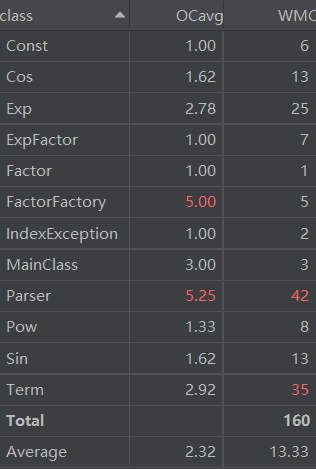 class OCavg WMC
Const 1.00 6
Cos 1.62 13
Exp 2.78 25
ExpFactor 1.00 7
Factor 1.00 1
FactorFactory 5.00 5
IndexException 1.00 2
MainClass 3.00 3
Parser 5.25 42
Pow 1.33 8
Sin 1.62 13
Term 2.92 35
Total 160
Average 2.32 13.33